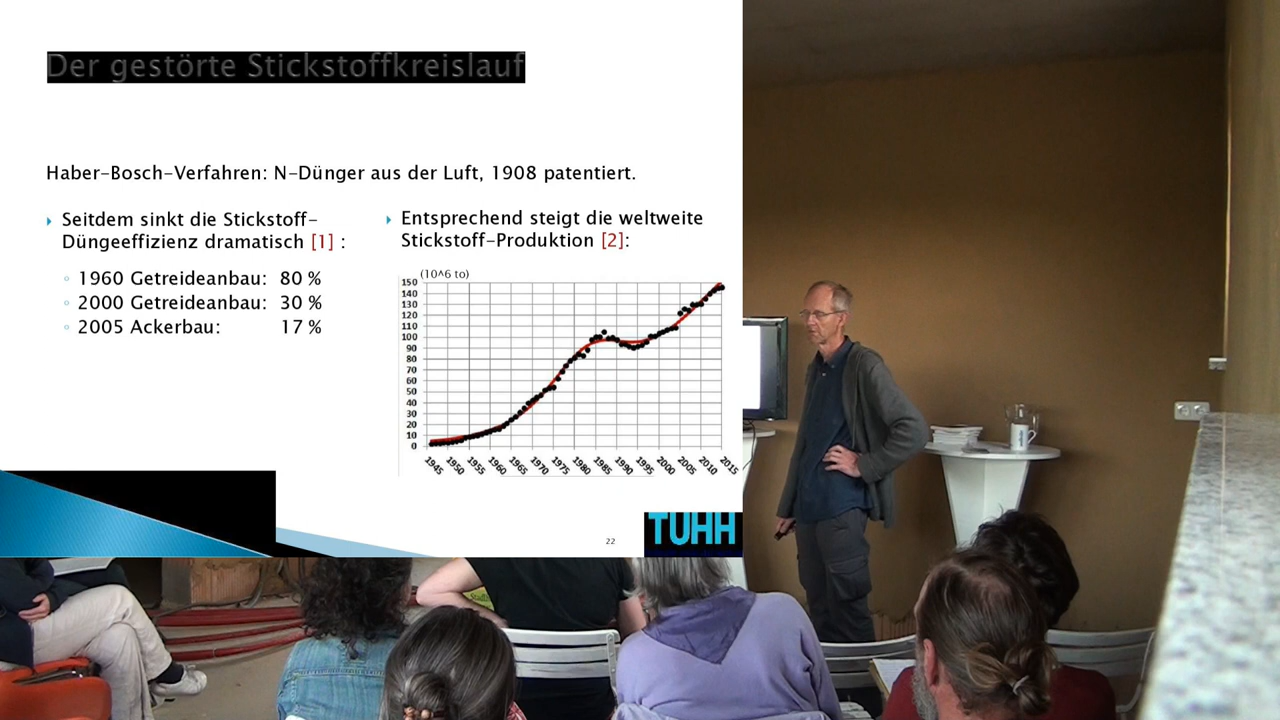 Der gestörte Stickstoffkreislauf
Haber-Bosch-Verfahren: N-Dünger aus der Luft, 1908 patentiert.
Seitdem sinkt die Stickstoff-
Düngeeffizienz dramatisch [1] :
1960 Getreideanbau: 80 %
2000 Getreideanbau: 30 %
2005 Ackerbau: 17 %
Entsprechend steigt die weltweite
Stickstoff-Produktion [2]:
(10^6 to)
150
140
130
120
110
100
90
80
70
60
50
40
30
20
10
0
1945 1950 1955 1960 1965 1970 1975 1980 1985 1990 1995 2000 2005 2010 2015
22
TUHH